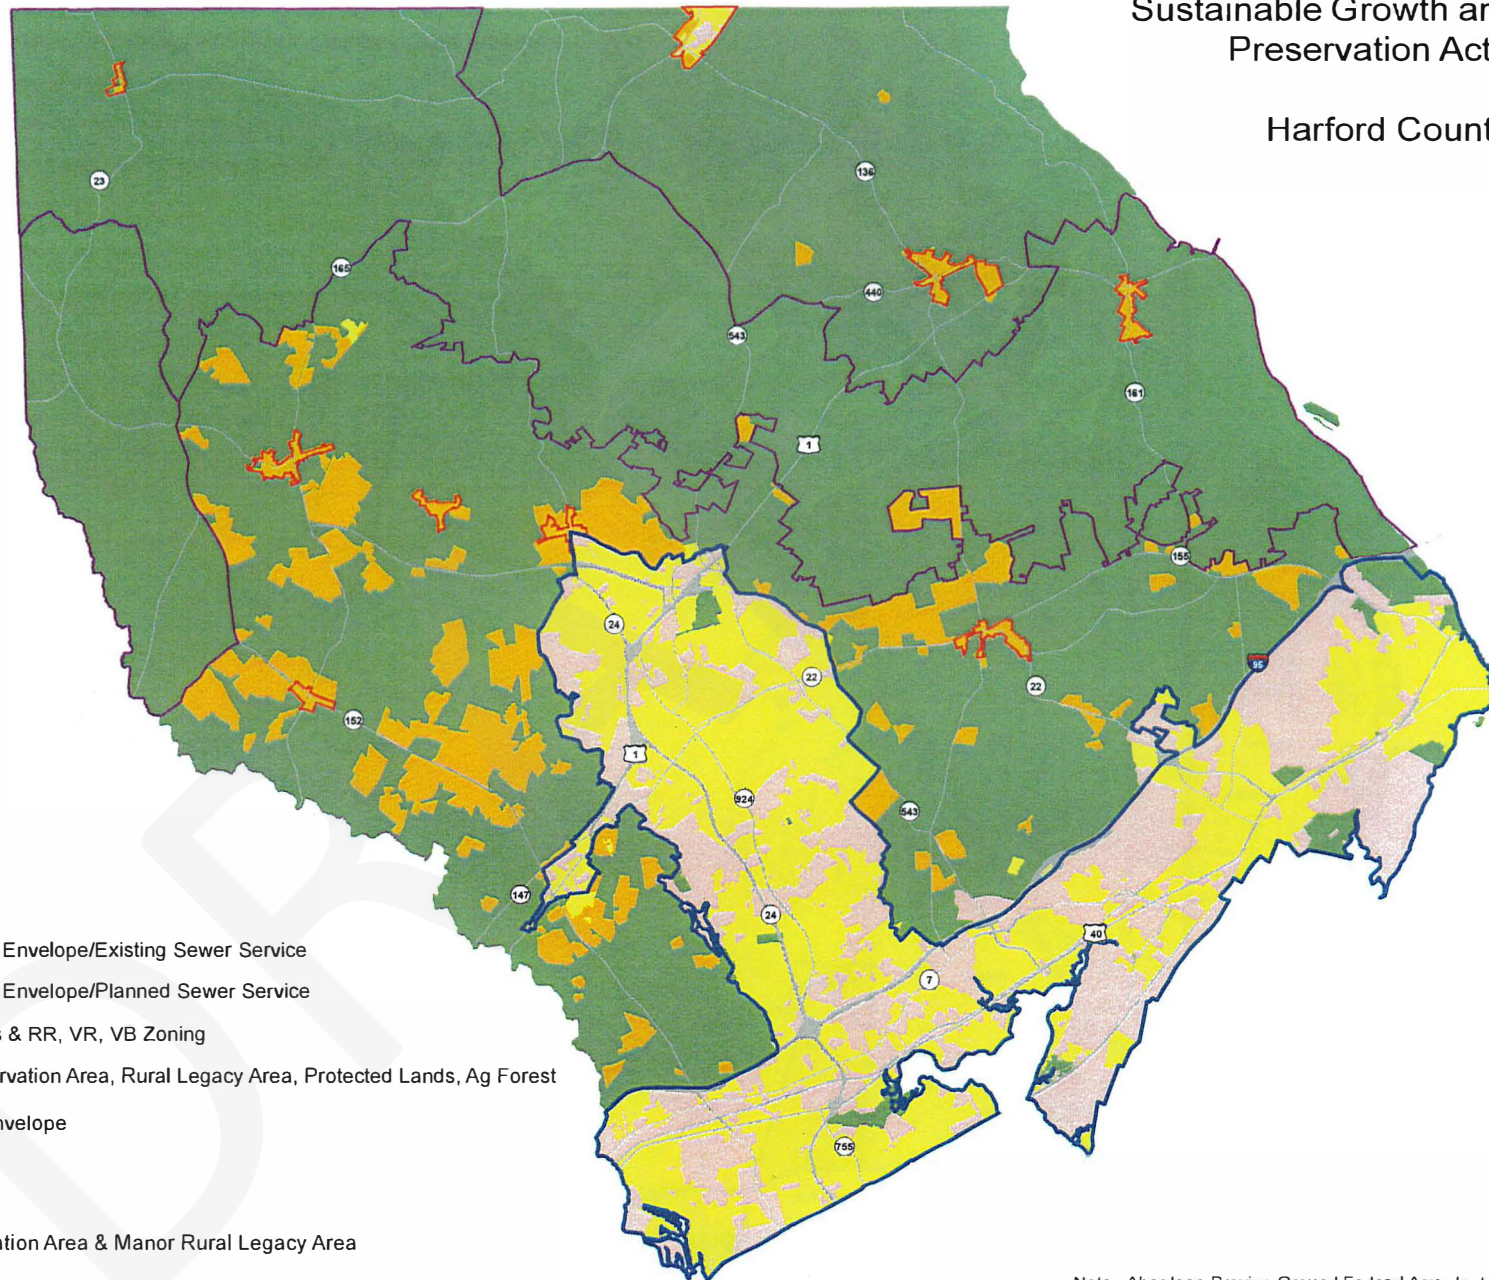 Sustainable Growth an
Preservation Act
Harford Count
23
136
165
440
543
161
1
155
24
95
22
22
152
1
924
543
147
24
40
7
755
Envelope/Existing Sewer Service
Envelope/Planned Sewer Service
s & RR, VR, VB Zoning
rvation Area, Rural Legacy Area, Protected Lands, Ag Forest
nvelope
ation Area & Manor Rural Legacy Area
DR